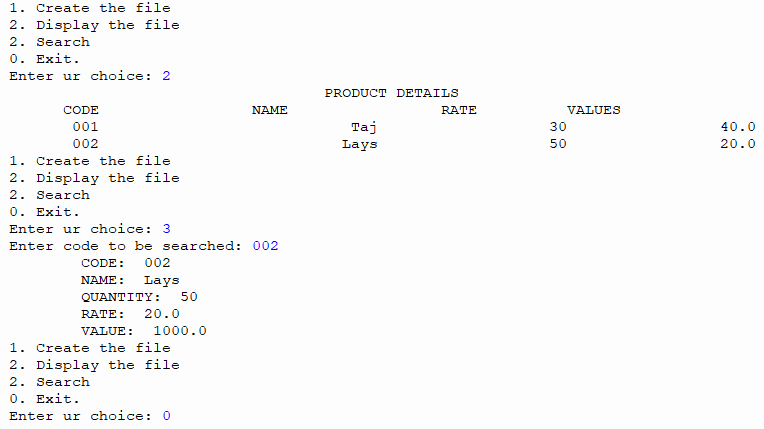 1. Create the file
2. Display the file
2. Search
0. Exit.
Enter ur choice: 2
PRODUCT DETAILS
CODE NAME RATE VALUES
001 Taj 30 40.0
002 Lays 50 20.0
1. Create the file
2. Display the file
2. Search
0. Exit.
Enter ur choice: 3
Enter code to be searched: 002
CODE: 002
NAME: Lays
QUANTITY: 50
RATE: 20.0
VALUE: 1000.0
1. Create the file
2. Display the file
2. Search
0. Exit.
Enter ur choice: 0